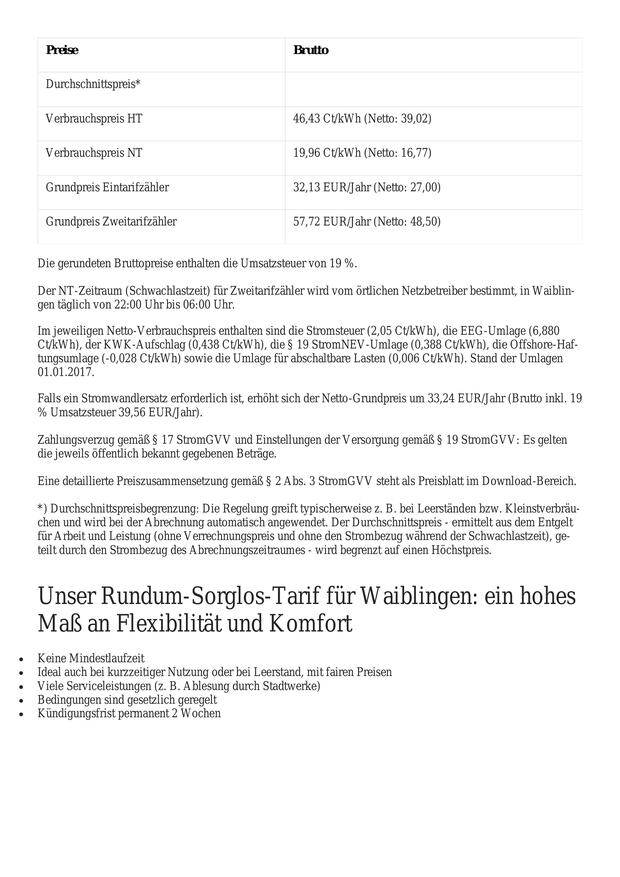 Preise Brutto
Durchschnittspreis*
Verbrauchspreis HT 46,43 Ct/kWh (Netto: 39,02)
Verbrauchspreis NT 19,96 Ct/kWh (Netto: 16,77)
Grundpreis Eintarifzähler 32,13 EUR/Jahr (Netto: 27,00)
Grundpreis Zweitarifzähler 57,72 EUR/Jahr (Netto: 48,50)
Die gerundeten Bruttopreise enthalten die Umsatzsteuer von 19 %.
Der NT-Zeitraum (Schwachlastzeit) für Zweitarifzähler wird vom örtlichen Netzbetreiber bestimmt, in Waiblin-
gen täglich von 22:00 Uhr bis 06:00 Uhr.
Im jeweiligen Netto-Verbrauchspreis enthalten sind die Stromsteuer (2,05 Ct/kWh), die EEG-Umlage (6,880
Ct/kWh), der KWK-Aufschlag (0,438 Ct/kWh), die § 19 StromNEV-Umlage (0,388 Ct/kWh), die Offshore-Haf-
tungsumlage (-0,028 Ct/kWh) sowie die Umlage für abschaltbare Lasten (0,006 Ct/kWh). Stand der Umlagen
01.01.2017.
Falls ein Stromwandlersatz erforderlich ist, erhöht sich der Netto-Grundpreis um 33,24 EUR/Jahr (Brutto inkl. 19
% Umsatzsteuer 39,56 EUR/Jahr).
Zahlungsverzug gemäß § 17 StromGVV und Einstellungen der Versorgung gemäß § 19 StromGVV: Es gelten
die jeweils öffentlich bekannt gegebenen Beträge.
Eine detaillierte Preiszusammensetzung gemäß § 2 Abs. 3 StromGVV steht als Preisblatt im Download-Bereich.
*) Durchschnittspreisbegrenzung: Die Regelung greift typischerweise z. B. bei Leerständen bzw. Kleinstverbräu-
chen und wird bei der Abrechnung automatisch angewendet. Der Durchschnittspreis - ermittelt aus dem Entgelt
für Arbeit und Leistung (ohne Verrechnungspreis und ohne den Strombezug während der Schwachlastzeit), ge-
teilt durch den Strombezug des Abrechnungszeitraumes - wird begrenzt auf einen Höchstpreis.
Unser Rundum-Sorglos-Tarif für Waiblingen: ein hohes
Maß an Flexibilität und Komfort
• Keine Mindestlaufzeit
• Ideal auch bei kurzzeitiger Nutzung oder bei Leerstand, mit fairen Preisen
• Viele Serviceleistungen (z. B. Ablesung durch Stadtwerke)
• Bedingungen sind gesetzlich geregelt
• Kündigungsfrist permanent 2 Wochen